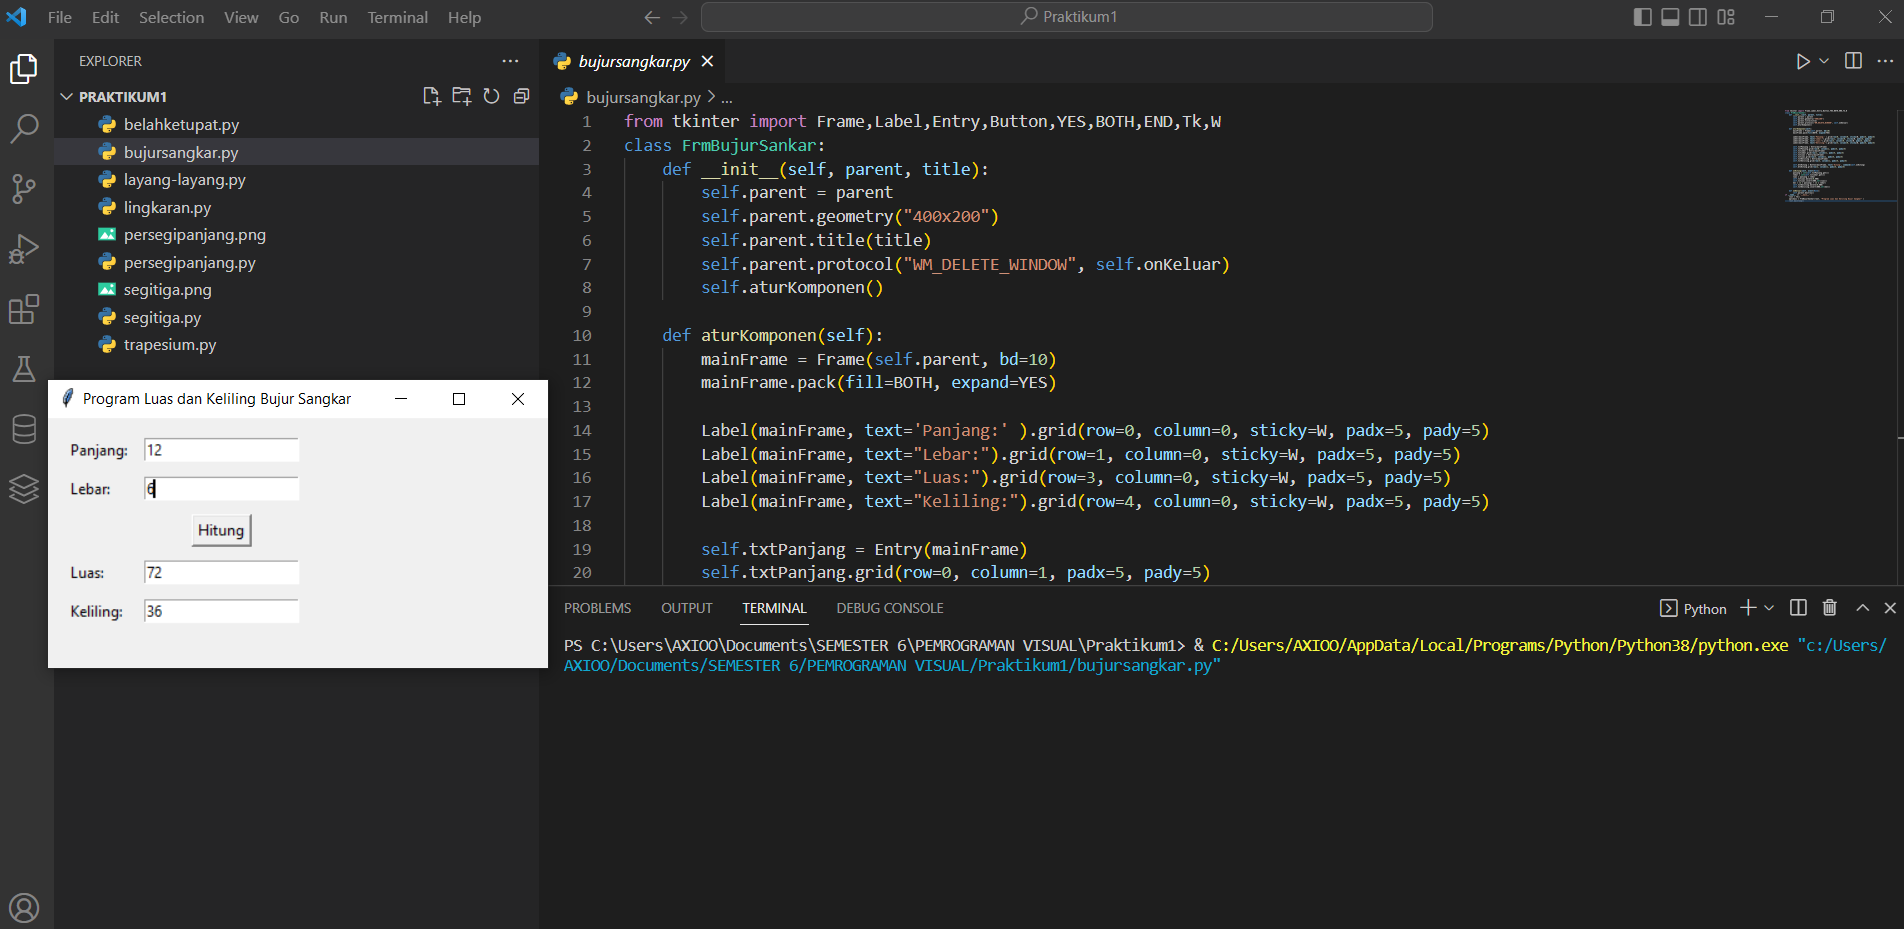 File Edit Selection View Go Run Terminal Help
Praktikum1
EXPLORER
PRAKTIKUM1
belahketupat.py
bujursangkar.py
layang-layang.py
lingkaran.py
persegipanjang.png
persegipanjang.py
segitiga.png
segitiga.py
trapesium.py
Program Luas dan Keliling Bujur Sangkar
Panjang: 12
Lebar: 6
Hitung
Luas: 72
Keliling: 36
bujursangkar.py
bujursangkar.py > ...
1 from tkinter import Frame,Label,Entry,Button,YES,BOTH,END,Tk,W
2 class FrmBujurSankar:
3 def __init__(self, parent, title):
4 self.parent = parent
5 self.parent.geometry("400x200")
6 self.parent.title(title)
7 self.parent.protocol("WM_DELETE_WINDOW", self.onKeluar)
8 self.aturKomponen()
9
10 def aturKomponen(self):
11 mainFrame = Frame(self.parent, bd=10)
12 mainFrame.pack(fill=BOTH, expand=YES)
13
14 Label(mainFrame, text='Panjang:' ).grid(row=0, column=0, sticky=W, padx=5, pady=5)
15 Label(mainFrame, text="Lebar:").grid(row=1, column=0, sticky=W, padx=5, pady=5)
16 Label(mainFrame, text="Luas:").grid(row=3, column=0, sticky=W, padx=5, pady=5)
17 Label(mainFrame, text="Keliling:").grid(row=4, column=0, sticky=W, padx=5, pady=5)
18
19 self.txtPanjang = Entry(mainFrame)
20 self.txtPanjang.grid(row=0, column=1, padx=5, pady=5)
PROBLEMS OUTPUT TERMINAL DEBUG CONSOLE
Python
PS C:\Users\AXIOO\Documents\SEMESTER 6\PEMROGRAMAN VISUAL\Praktikum1> & C:/Users/AXIOO/AppData/Local/Programs/Python/Python38/python.exe "c:/Users/
AXIOO/Documents/SEMESTER 6/PEMROGRAMAN VISUAL/Praktikum1/bujursangkar.py"